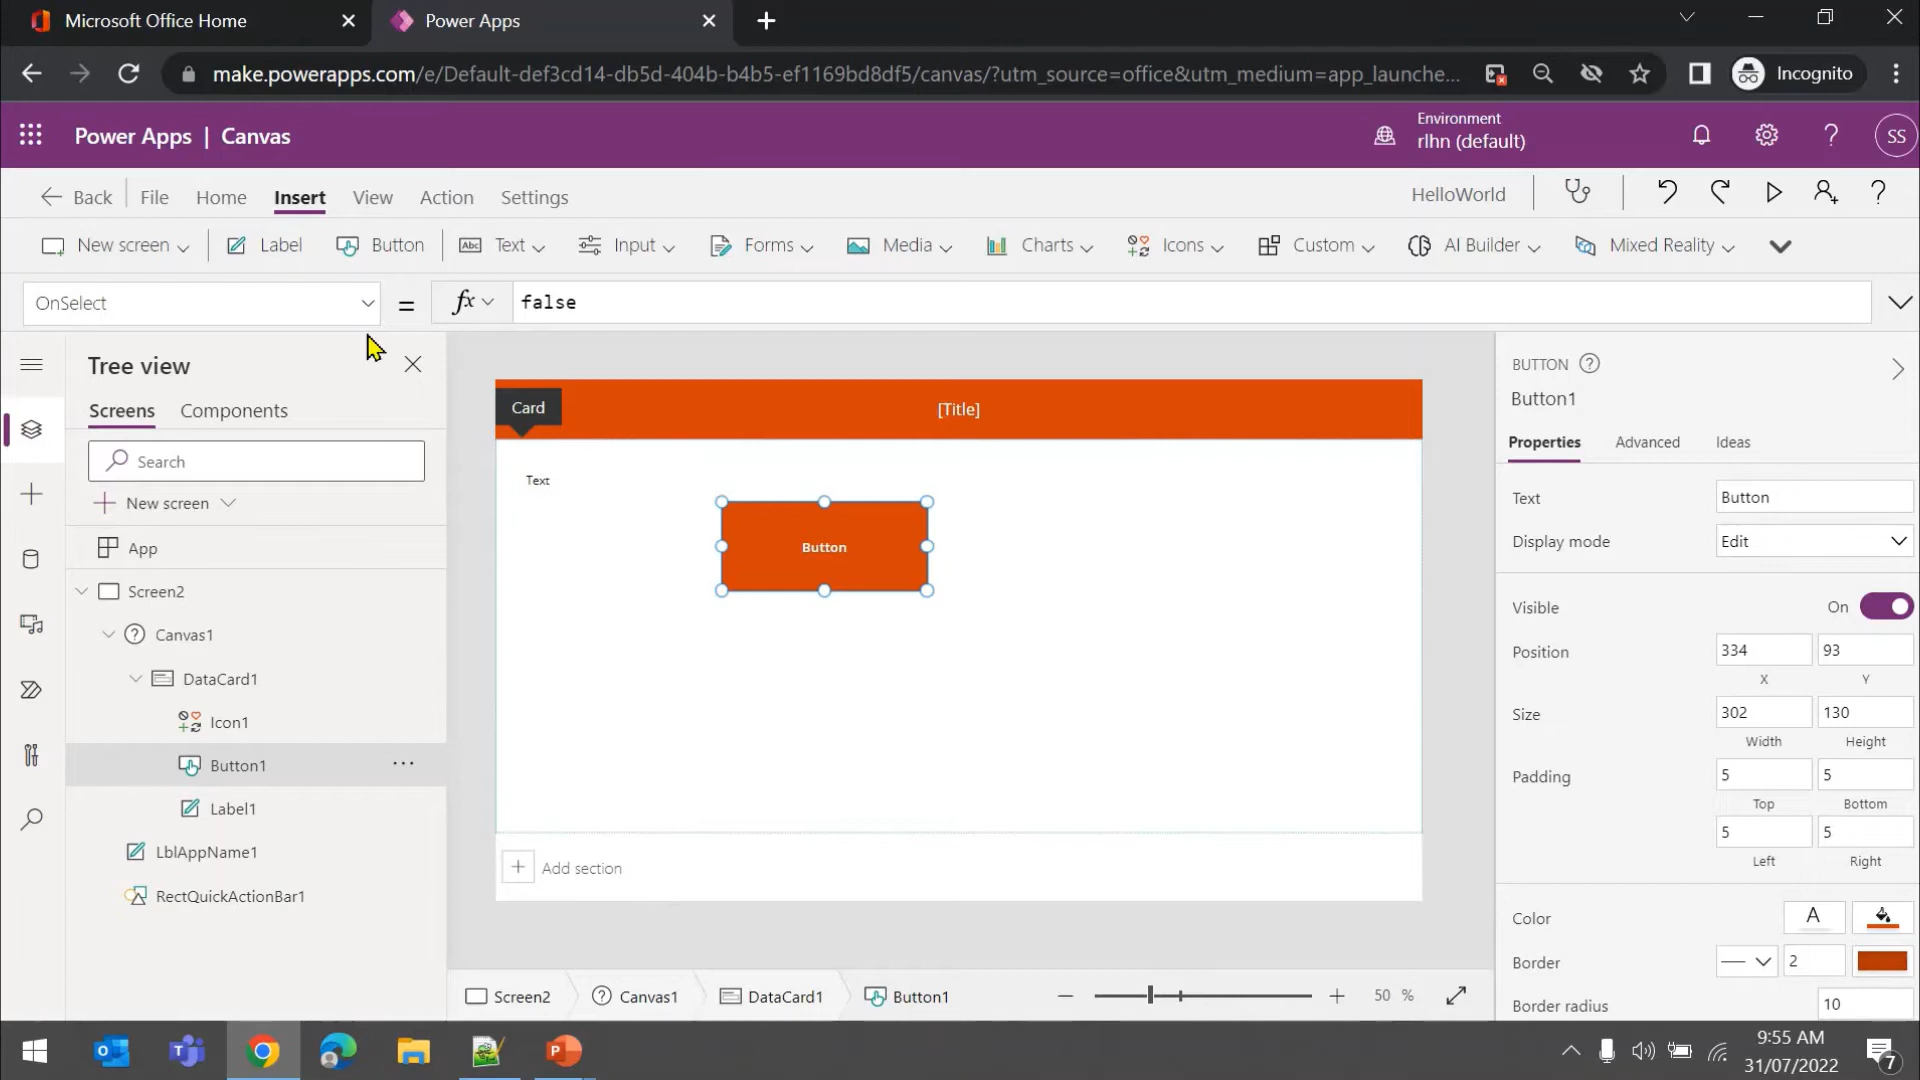 Microsoft Office Home
Power Apps
make.powerapps.com/e/Default-def3cd14-db5d-404b-b4b5-ef1169bd8df5/canvas/?utm_source=office&utm_medium=app_launche...
Incognito
Power Apps | Canvas
Environment
rlhn (default)
SS
Back File Home Insert View Action Settings
HelloWorld
New screen Label Button Text Input Forms Media Charts Icons Custom AI Builder Mixed Reality
OnSelect = fx false
Tree view
Screens Components
Search
New screen
App
Screen2
Canvas1
DataCard1
Icon1
Button1
Label1
LblAppName1
RectQuickActionBar1
Card
[Title]
Text
Button
Add section
Screen2 Canvas1 DataCard1 Button1
50 %
BUTTON
Button1
Properties Advanced Ideas
Text Button
Display mode Edit
Visible On
Position 334 93
X Y
Size 302 130
Width Height
Padding 5 5
Top Bottom
5 5
Left Right
Color A
Border 2
Border radius 10
9:55 AM
31/07/2022
7